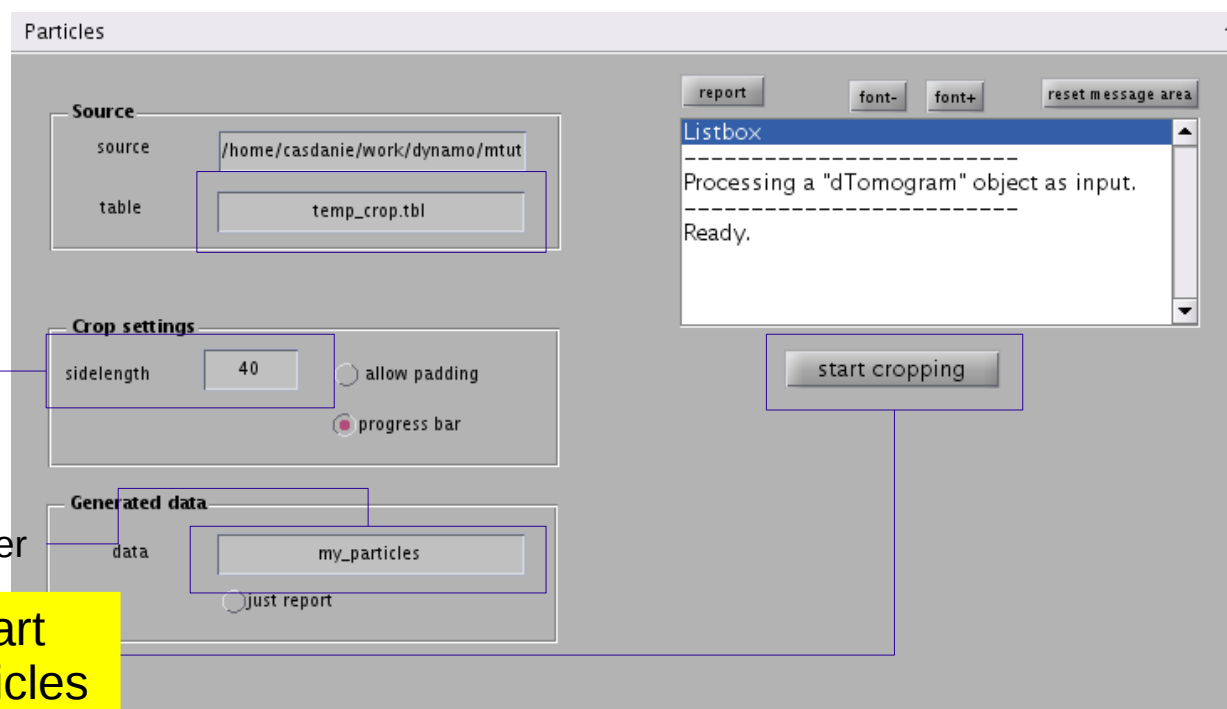 Particles
Source
source /home/casdanie/work/dynamo/mtut
table temp_crop.tbl
Crop settings
sidelength 40 allow padding
progress bar
Generated data
data my_particles
just report
report font- font+ reset message area
Listbox
--------------------------
Processing a "dTomogram" object as input.
--------------------------
Ready.
start cropping
er
art
icles